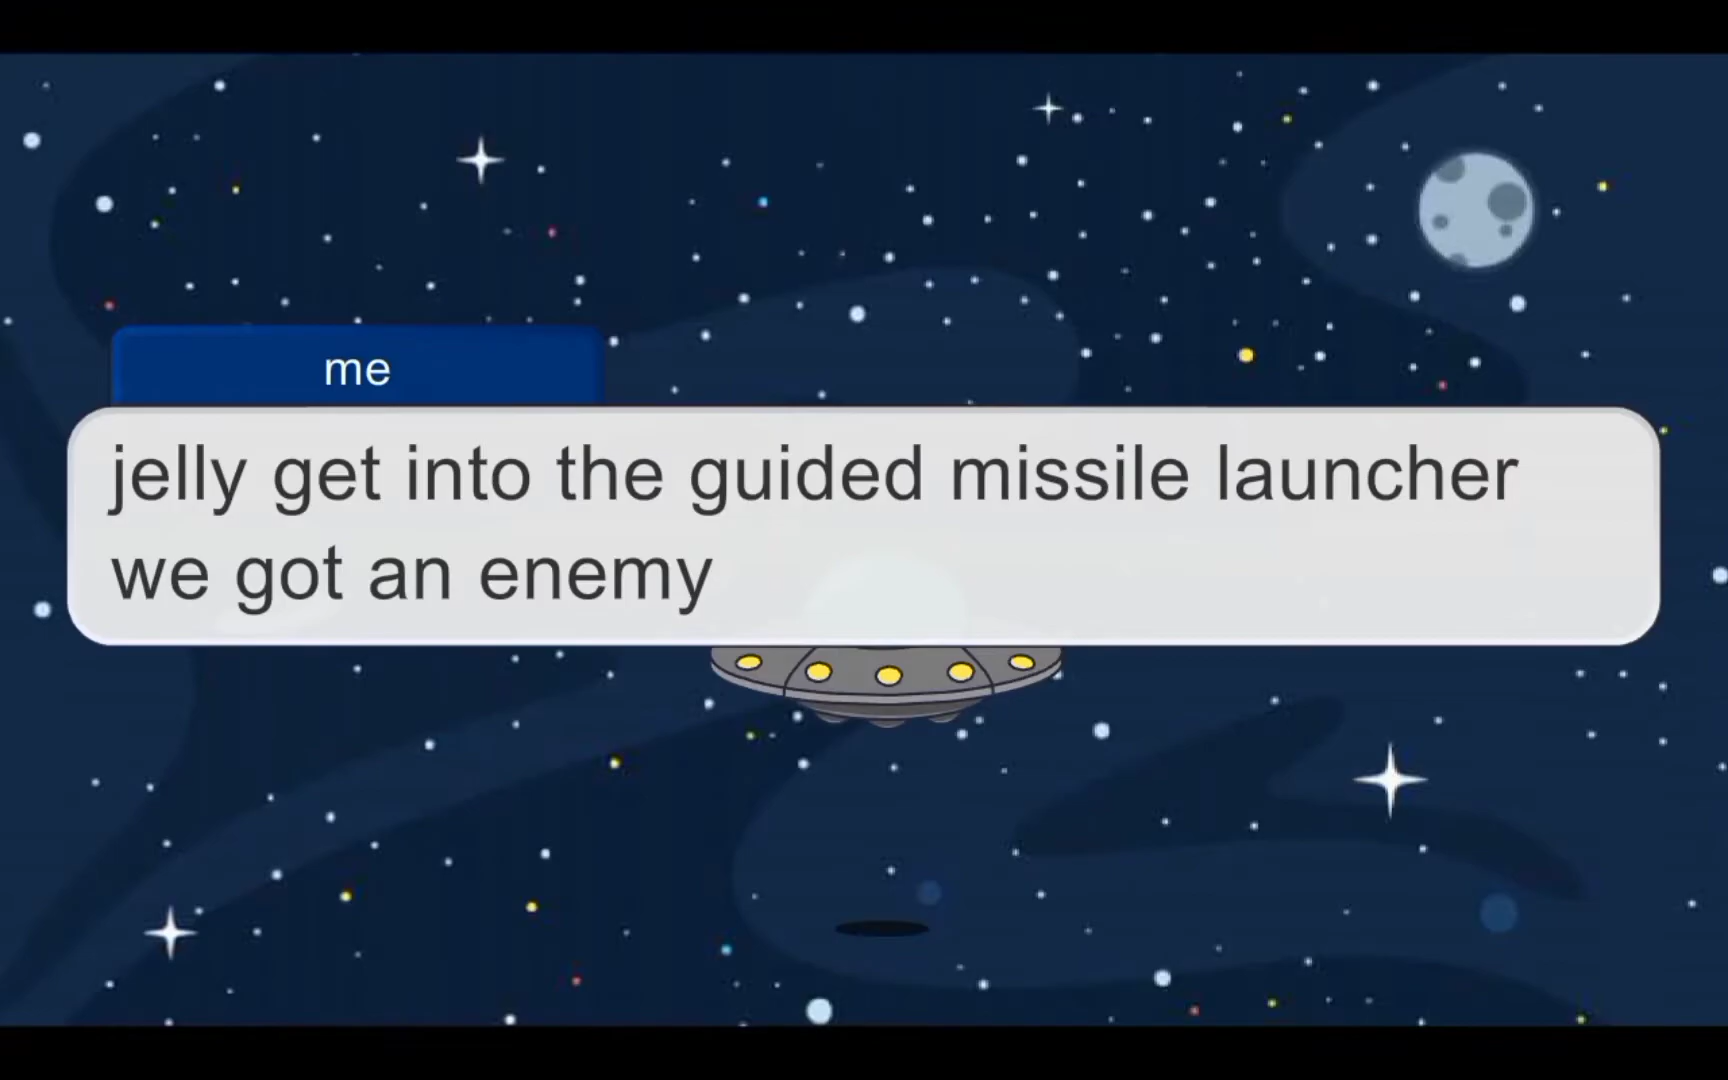 me
jelly get into the guided missile launcher
we got an enemy